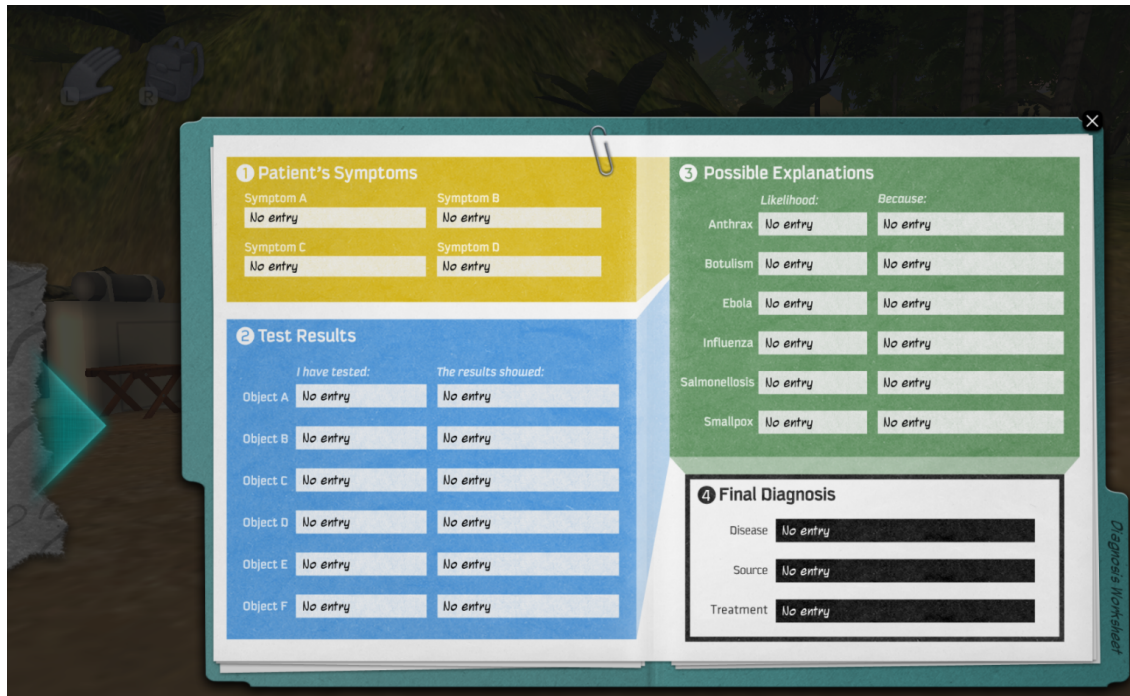 L
R
1 Patient's Symptoms
Symptom A
Symptom B
No entry
No entry
Symptom C
Symptom D
No entry
No entry
2 Test Results
I have tested:
The results showed:
Object A No entry No entry
Object B No entry No entry
Object C No entry No entry
Object D No entry No entry
Object E No entry No entry
Object F No entry No entry
3 Possible Explanations
Likelihood:
Because:
Anthrax No entry No entry
Botulism No entry No entry
Ebola No entry No entry
Influenza No entry No entry
Salmonellosis No entry No entry
Smallpox No entry No entry
4 Final Diagnosis
Disease No entry
Source No entry
Treatment No entry
Diagnosis Worksheet